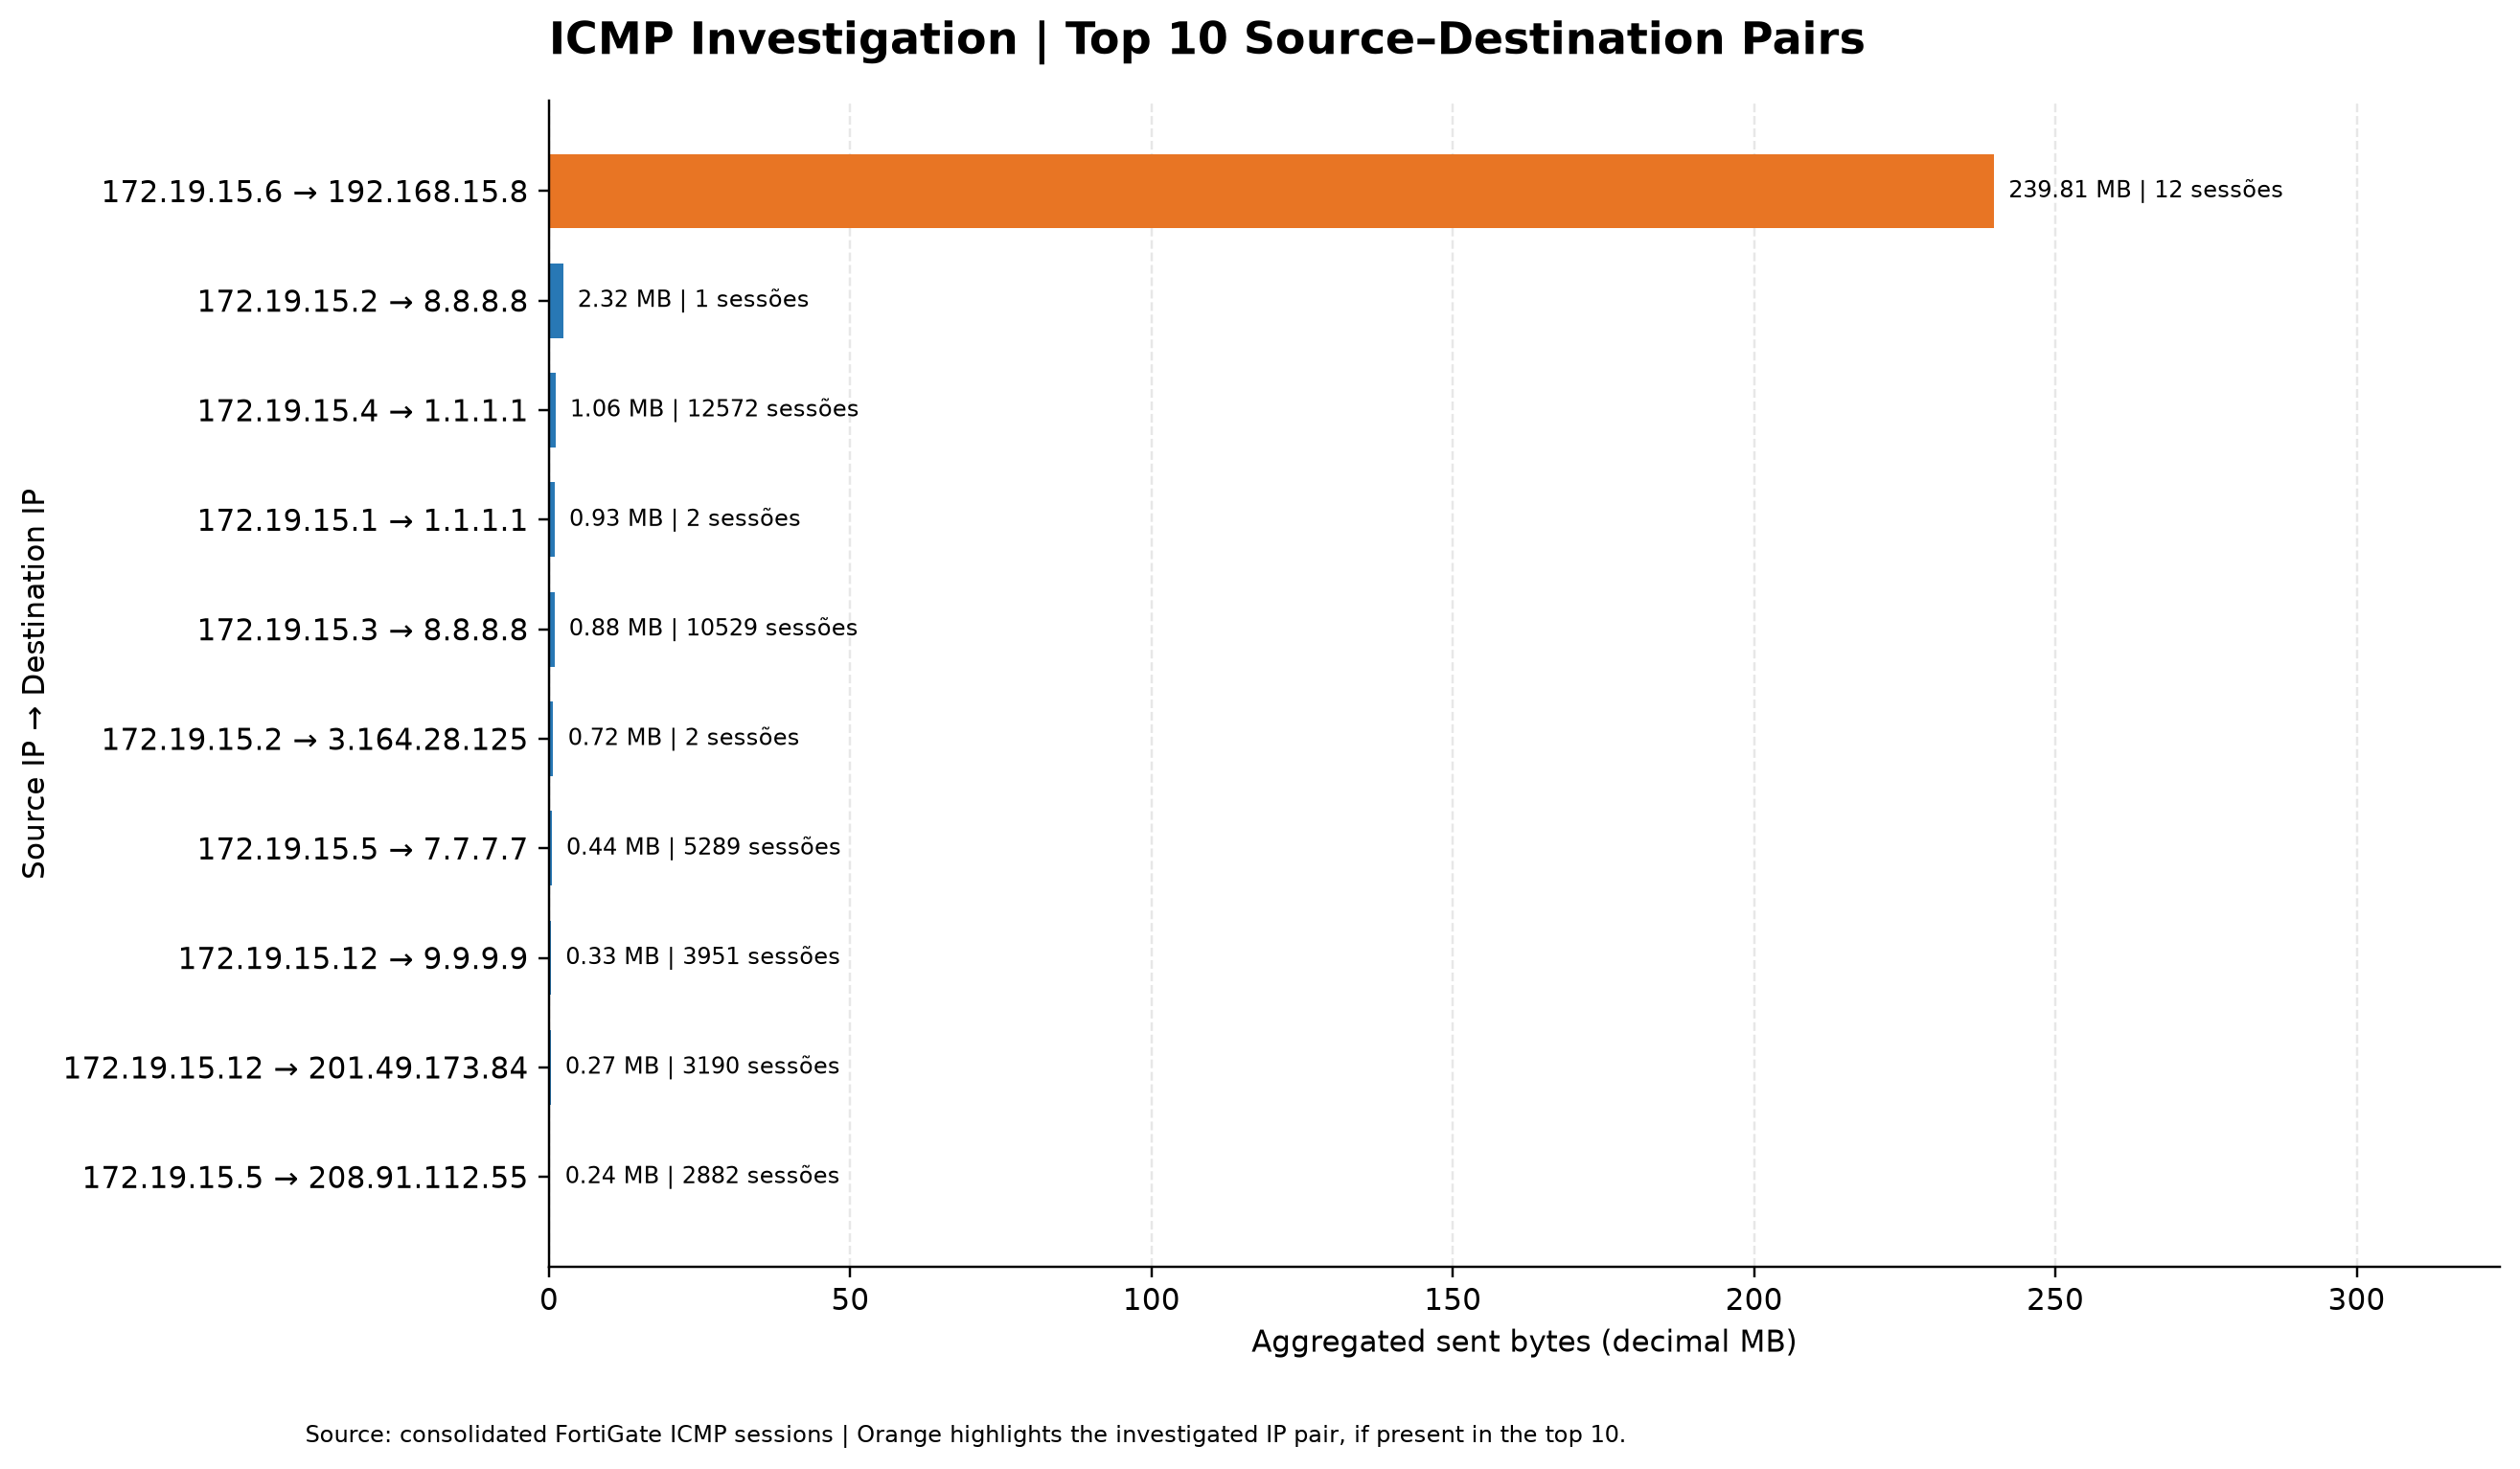 ICMP Investigation | Top 10 Source–Destination Pairs
Source IP → Destination IP
172.19.15.6 → 192.168.15.8
239.81 MB | 12 sessões
172.19.15.2 → 8.8.8.8
2.32 MB | 1 sessões
172.19.15.4 → 1.1.1.1
1.06 MB | 12572 sessões
172.19.15.1 → 1.1.1.1
0.93 MB | 2 sessões
172.19.15.3 → 8.8.8.8
0.88 MB | 10529 sessões
172.19.15.2 → 3.164.28.125
0.72 MB | 2 sessões
172.19.15.5 → 7.7.7.7
0.44 MB | 5289 sessões
172.19.15.12 → 9.9.9.9
0.33 MB | 3951 sessões
172.19.15.12 → 201.49.173.84
0.27 MB | 3190 sessões
172.19.15.5 → 208.91.112.55
0.24 MB | 2882 sessões
0 50 100 150 200 250 300
Aggregated sent bytes (decimal MB)
Source: consolidated FortiGate ICMP sessions | Orange highlights the investigated IP pair, if present in the top 10.